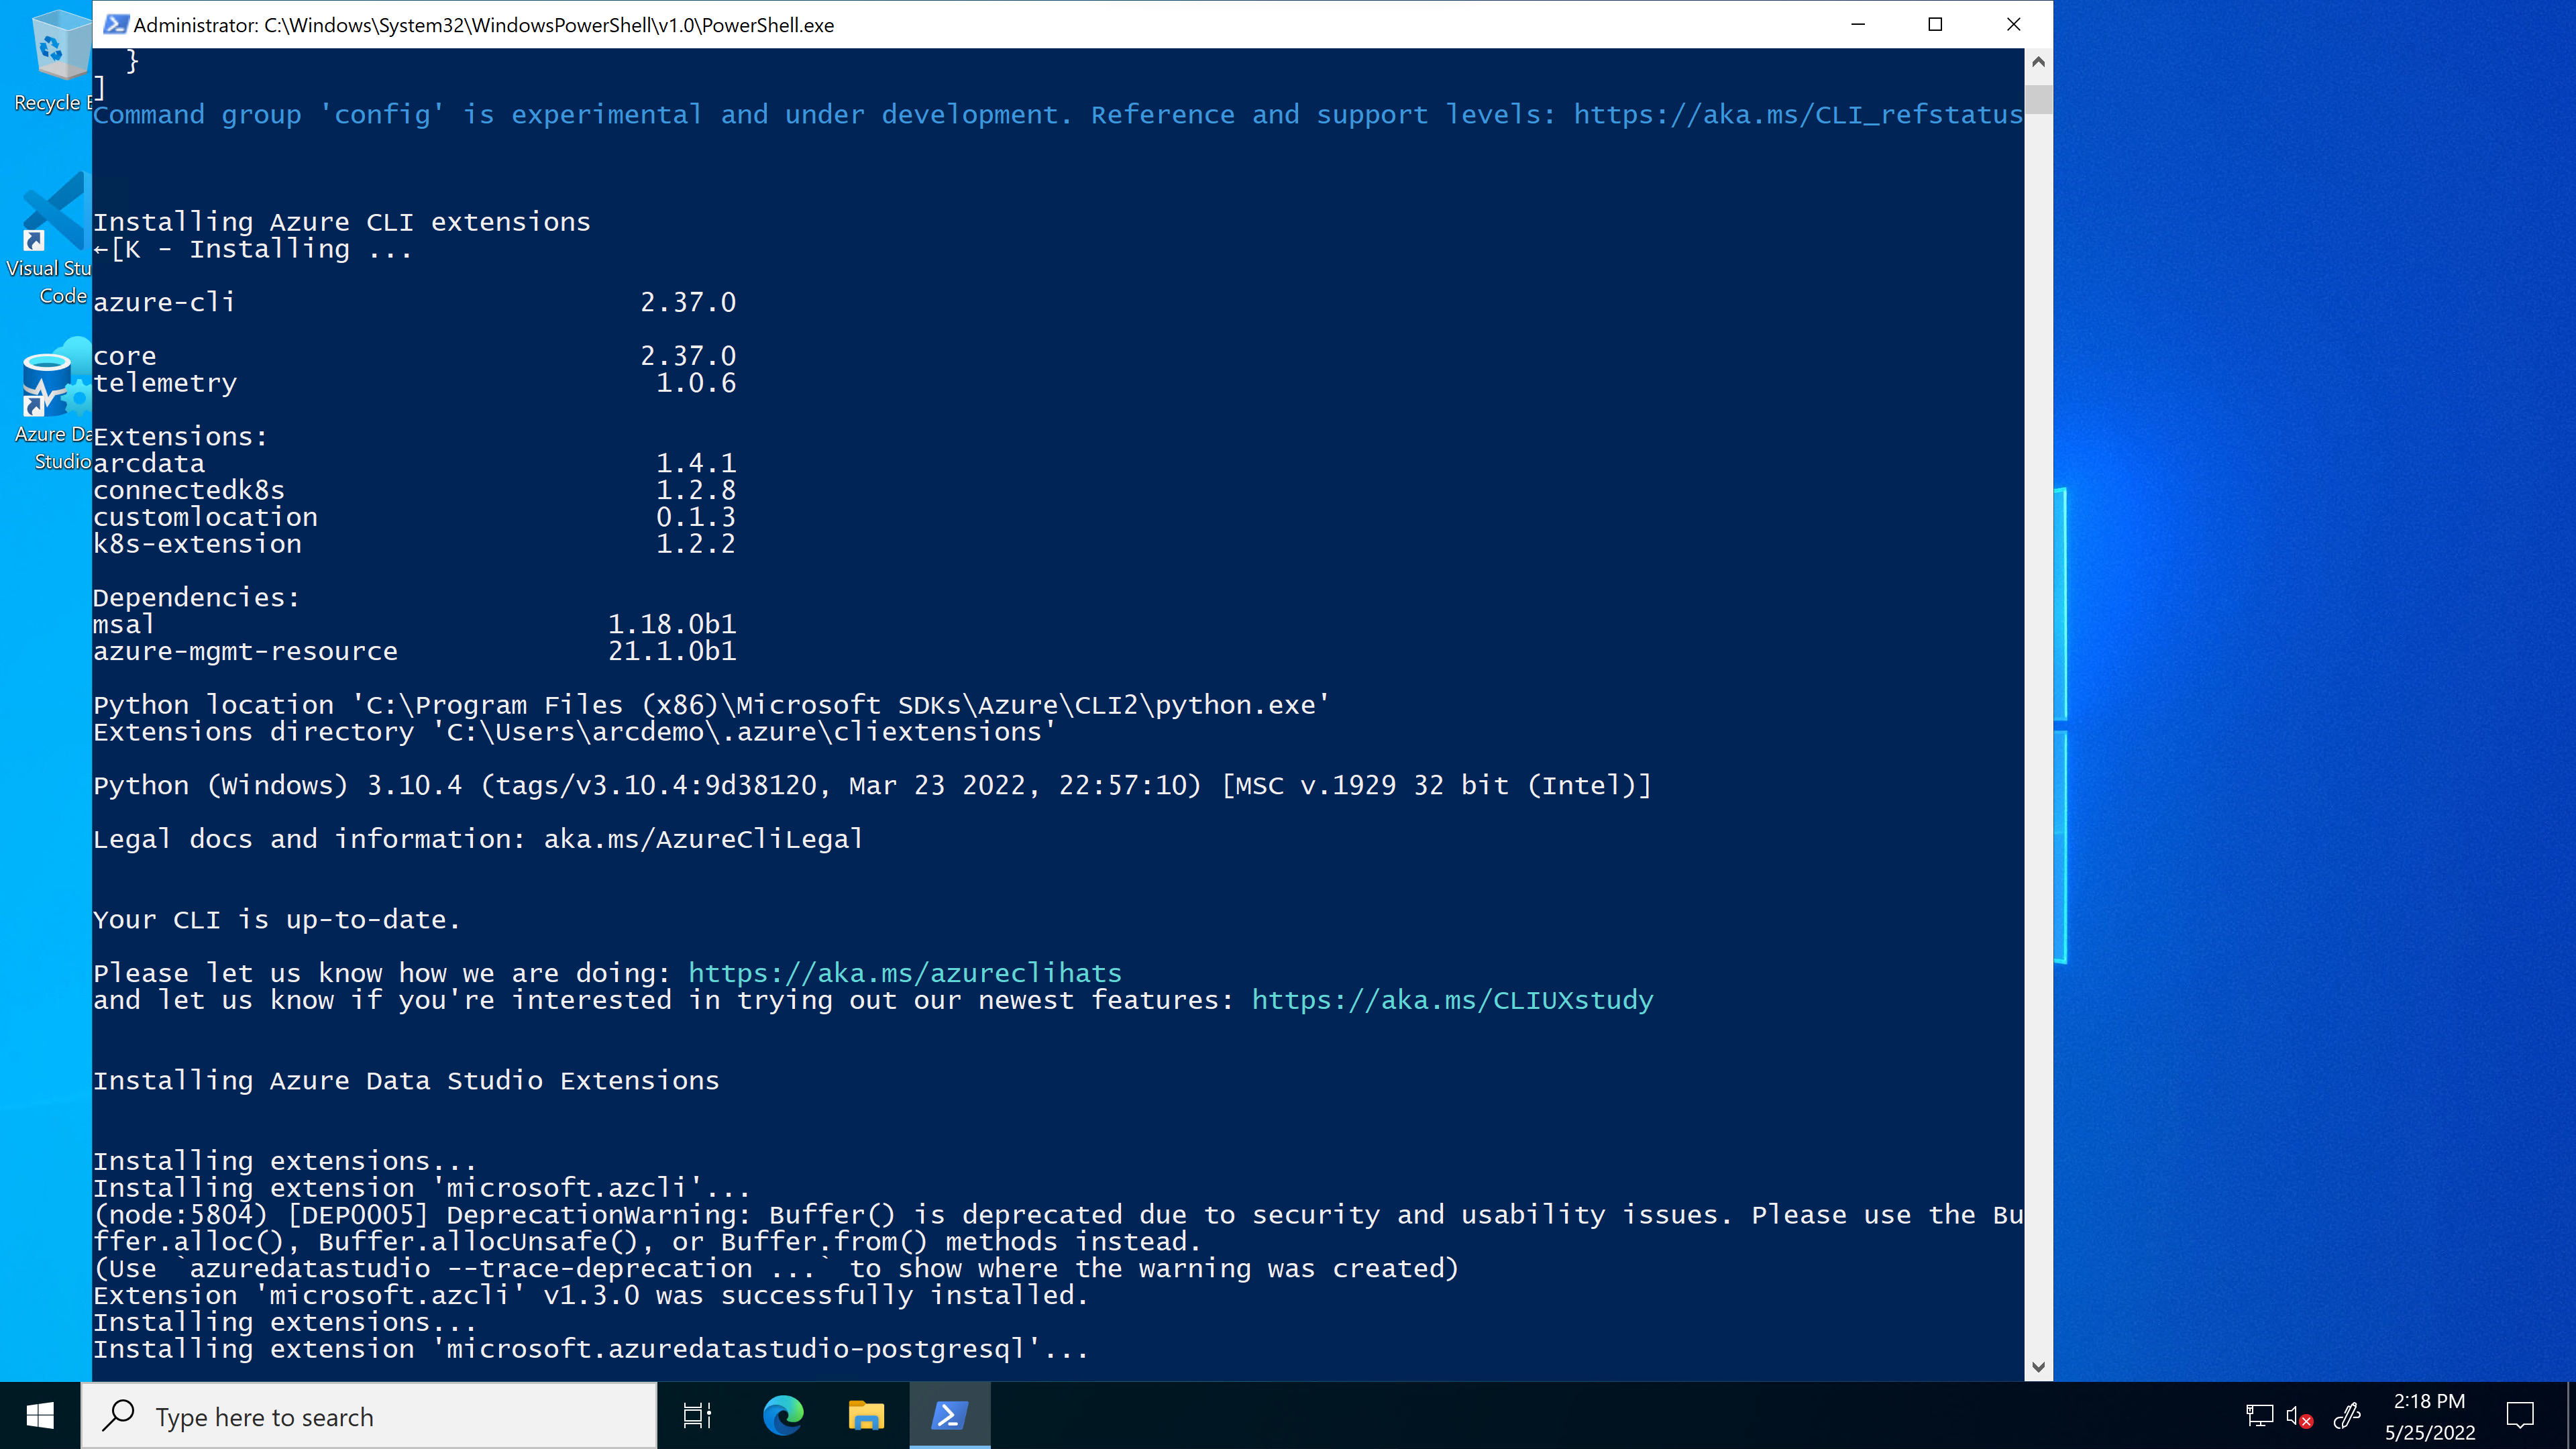 Administrator: C:\Windows\System32\WindowsPowerShell\v1.0\PowerShell.exe
Recycle B
Visual Stu
Code
Azure Da
Studio
  }
]
Command group 'config' is experimental and under development. Reference and support levels: https://aka.ms/CLI_refstatus
Installing Azure CLI extensions
←[K - Installing ...
azure-cli                         2.37.0
core                              2.37.0
telemetry                          1.0.6
Extensions:
arcdata                            1.4.1
connectedk8s                       1.2.8
customlocation                     0.1.3
k8s-extension                      1.2.2
Dependencies:
msal                            1.18.0b1
azure-mgmt-resource             21.1.0b1
Python location 'C:\Program Files (x86)\Microsoft SDKs\Azure\CLI2\python.exe'
Extensions directory 'C:\Users\arcdemo\.azure\cliextensions'
Python (Windows) 3.10.4 (tags/v3.10.4:9d38120, Mar 23 2022, 22:57:10) [MSC v.1929 32 bit (Intel)]
Legal docs and information: aka.ms/AzureCliLegal
Your CLI is up-to-date.
Please let us know how we are doing: https://aka.ms/azureclihats
and let us know if you're interested in trying out our newest features: https://aka.ms/CLIUXstudy
Installing Azure Data Studio Extensions
Installing extensions...
Installing extension 'microsoft.azcli'...
(node:5804) [DEP0005] DeprecationWarning: Buffer() is deprecated due to security and usability issues. Please use the Bu
ffer.alloc(), Buffer.allocUnsafe(), or Buffer.from() methods instead.
(Use `azuredatastudio --trace-deprecation ...` to show where the warning was created)
Extension 'microsoft.azcli' v1.3.0 was successfully installed.
Installing extensions...
Installing extension 'microsoft.azuredatastudio-postgresql'...
Type here to search
2:18 PM
5/25/2022